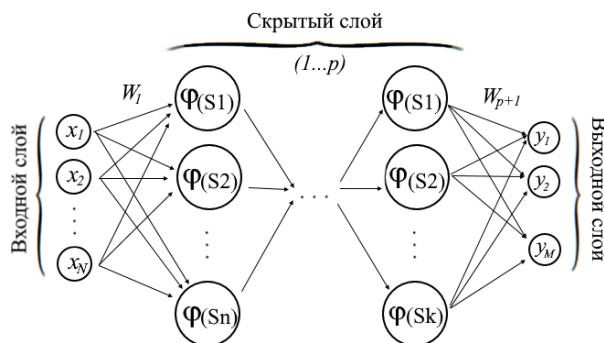 Скрытый слой
(1...p)
W1
Wp+1
Входной слой
x1
x2
xN
φ(S1)
φ(S2)
φ(Sn)
. . .
φ(S1)
φ(S2)
φ(Sk)
y1
y2
yM
Выходной слой